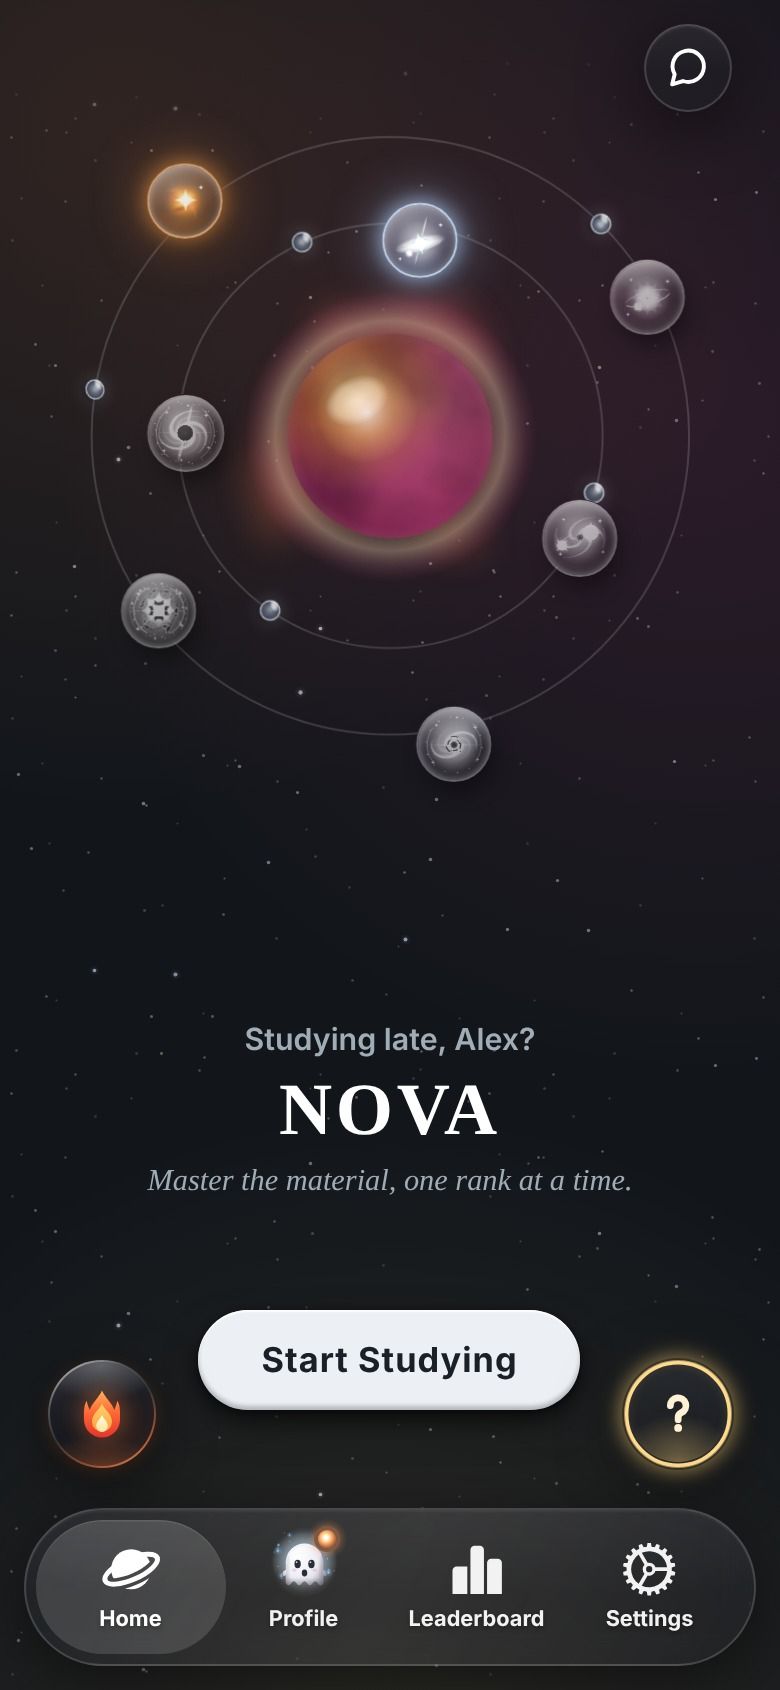 Studying late, Alex?
NOVA
Master the material, one rank at a time.
Start Studying
?
Home
Profile
Leaderboard
Settings